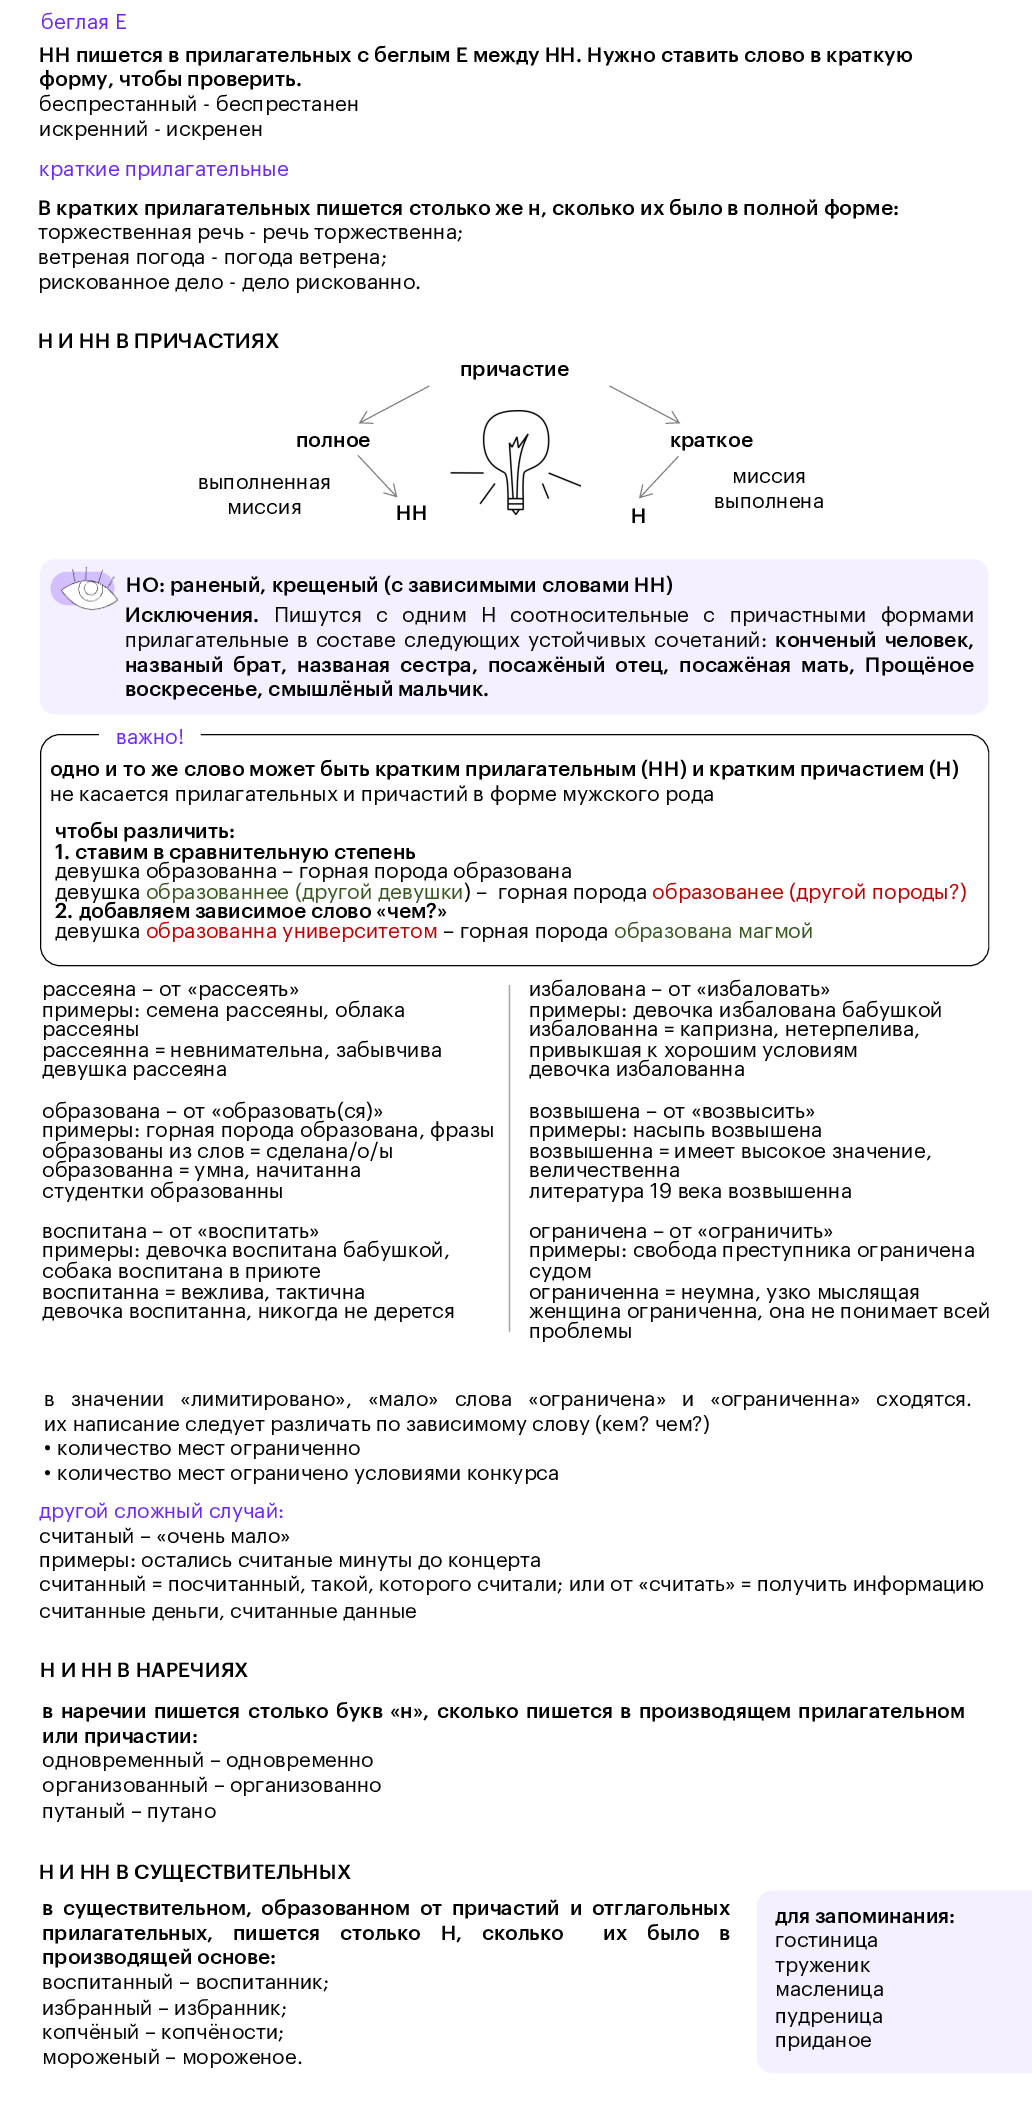 беглая Е
НН пишется в прилагательных с беглым Е между НН. Нужно ставить слово в краткую
форму, чтобы проверить.
беспрестанный - беспрестанен
искренний - искренен
краткие прилагательные
В кратких прилагательных пишется столько же н, сколько их было в полной форме:
торжественная речь - речь торжественна;
ветреная погода - погода ветрена;
рискованное дело - дело рискованно.
Н И НН В ПРИЧАСТИЯХ
причастие
полное
краткое
выполненная
миссия
НН
миссия
выполнена
Н
НО: раненый, крещеный (с зависимыми словами НН)
Исключения. Пишутся с одним Н соотносительные с причастными формами
прилагательные в составе следующих устойчивых сочетаний: конченый человек,
названый брат, названая сестра, посажёный отец, посажёная мать, Прощёное
воскресенье, смышлёный мальчик.
важно!
одно и то же слово может быть кратким прилагательным (НН) и кратким причастием (Н)
не касается прилагательных и причастий в форме мужского рода
чтобы различить:
1. ставим в сравнительную степень
девушка образованна – горная порода образована
девушка образованнее (другой девушки) – горная порода образованее (другой породы?)
2. добавляем зависимое слово «чем?»
девушка образованна университетом – горная порода образована магмой
рассеяна – от «рассеять»
примеры: семена рассеяны, облака
рассеяны
рассеянна = невнимательна, забывчива
девушка рассеяна
образована – от «образовать(ся)»
примеры: горная порода образована, фразы
образованы из слов = сделана/о/ы
образованна = умна, начитанна
студентки образованны
воспитана – от «воспитать»
примеры: девочка воспитана бабушкой,
собака воспитана в приюте
воспитанна = вежлива, тактична
девочка воспитанна, никогда не дерется
избалована – от «избаловать»
примеры: девочка избалована бабушкой
избалованна = капризна, нетерпелива,
привыкшая к хорошим условиям
девочка избалованна
возвышена – от «возвысить»
примеры: насыпь возвышена
возвышенна = имеет высокое значение,
величественна
литература 19 века возвышенна
ограничена – от «ограничить»
примеры: свобода преступника ограничена
судом
ограниченна = неумна, узко мыслящая
женщина ограниченна, она не понимает всей
проблемы
в значении «лимитировано», «мало» слова «ограничена» и «ограниченна» сходятся.
их написание следует различать по зависимому слову (кем? чем?)
• количество мест ограниченно
• количество мест ограничено условиями конкурса
другой сложный случай:
считаный – «очень мало»
примеры: остались считаные минуты до концерта
считанный = посчитанный, такой, которого считали; или от «считать» = получить информацию
считанные деньги, считанные данные
Н И НН В НАРЕЧИЯХ
в наречии пишется столько букв «н», сколько пишется в производящем прилагательном
или причастии:
одновременный – одновременно
организованный – организованно
путаный – путано
Н И НН В СУЩЕСТВИТЕЛЬНЫХ
в существительном, образованном от причастий и отглагольных
прилагательных, пишется столько Н, сколько их было в
производящей основе:
воспитанный – воспитанник;
избранный – избранник;
копчёный – копчёности;
мороженый – мороженое.
для запоминания:
гостиница
труженик
масленица
пудреница
приданое